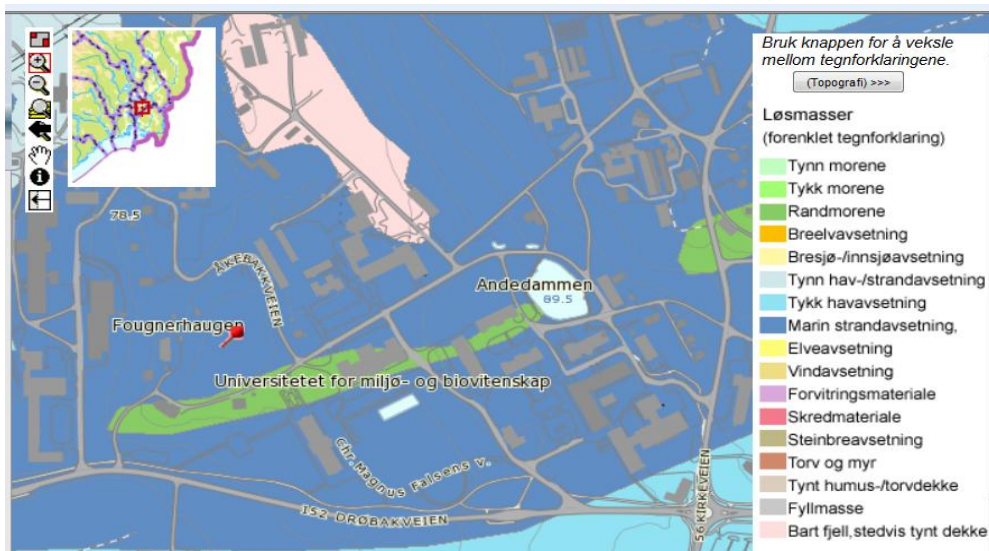 Bruk knappen for å veksle
mellom tegnforklaringene.
(Topografi) >>>
Løsmasser
(forenklet tegnforklaring)
Tynn morene
Tykk morene
Randmorene
Breelvavsetning
Bresjø-/innsjøavsetning
Tynn hav-/strandavsetning
Tykk havavsetning
Marin strandavsetning,
Elveavsetning
Vindavsetning
Forvitringsmateriale
Skredmateriale
Steinbreavsetning
Torv og myr
Tynt humus-/torvdekke
Fyllmasse
Bart fjell,stedvis tynt dekke
78.5
ÅKEBAKKVEIEN
Andedammen
89.5
Fougnerhaugen
Universitetet for miljø- og biovitenskap
Chr. Magnus Falsens v.
152 DRØBAKVEIEN
56 KIRKEVEIEN